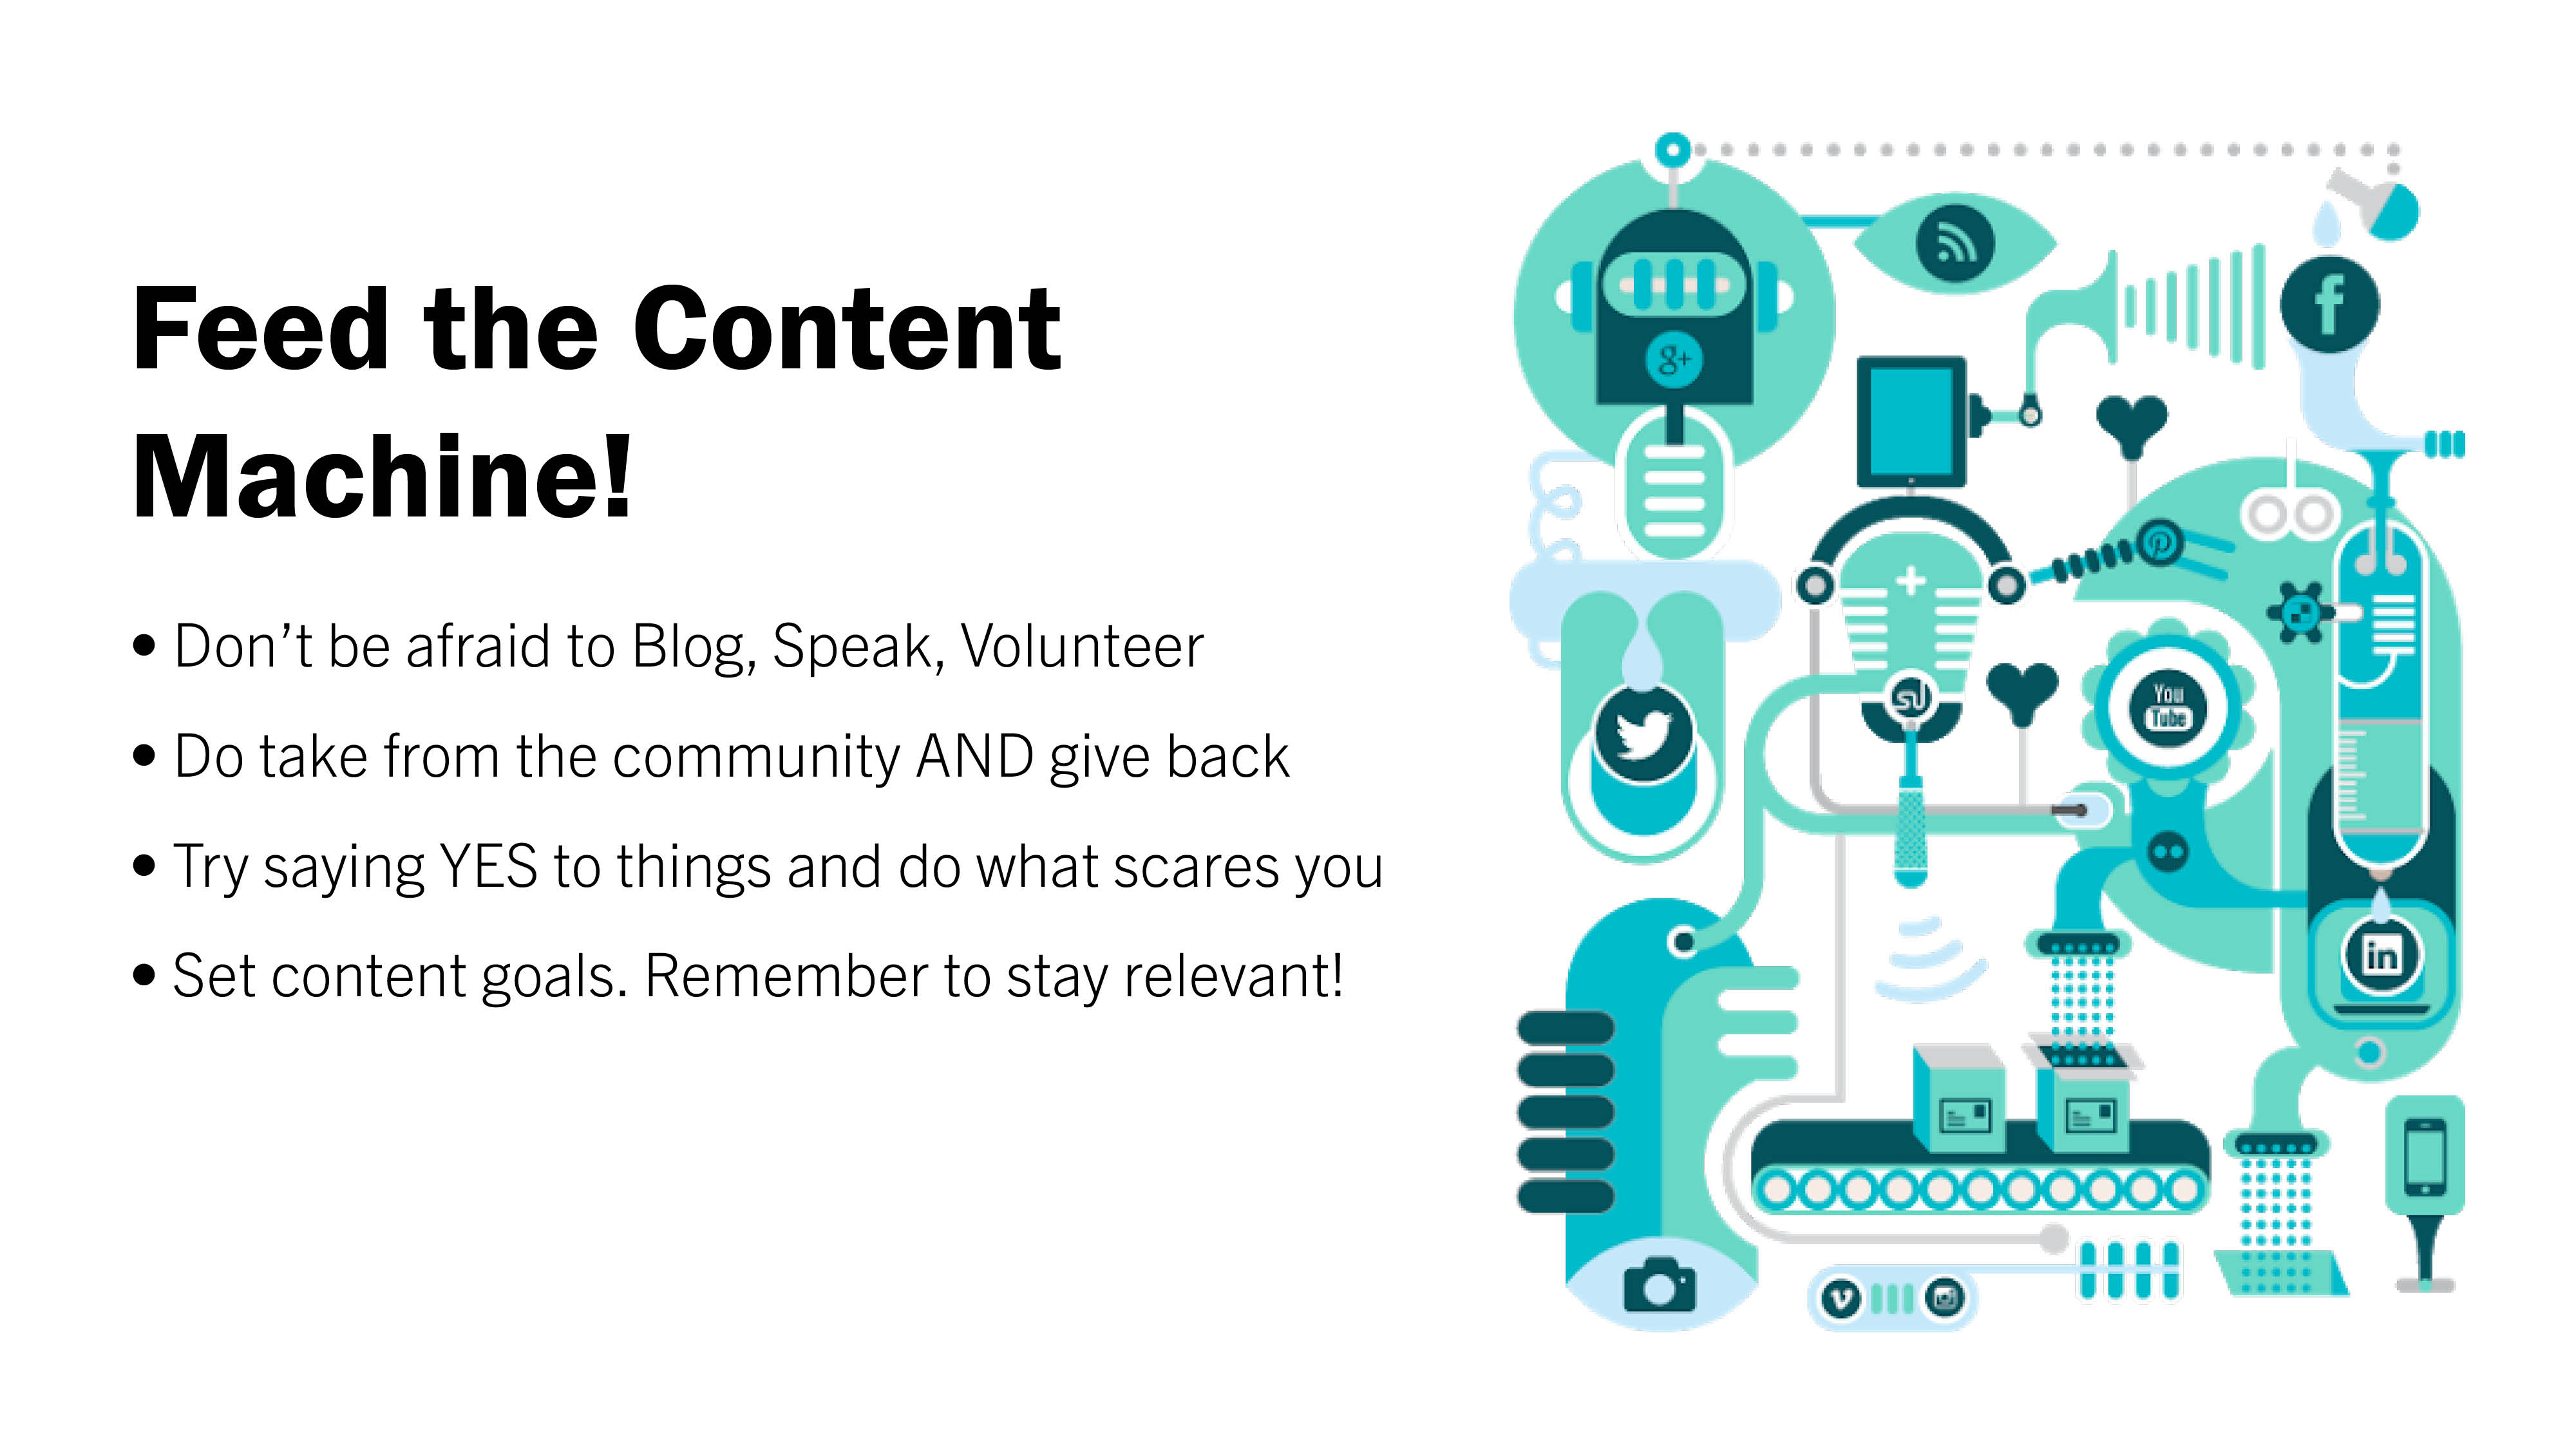 Feed the Content
Machine!
• Don’t be afraid to Blog, Speak, Volunteer
• Do take from the community AND give back
• Try saying YES to things and do what scares you
• Set content goals. Remember to stay relevant!
g+
f
You
Tube
in